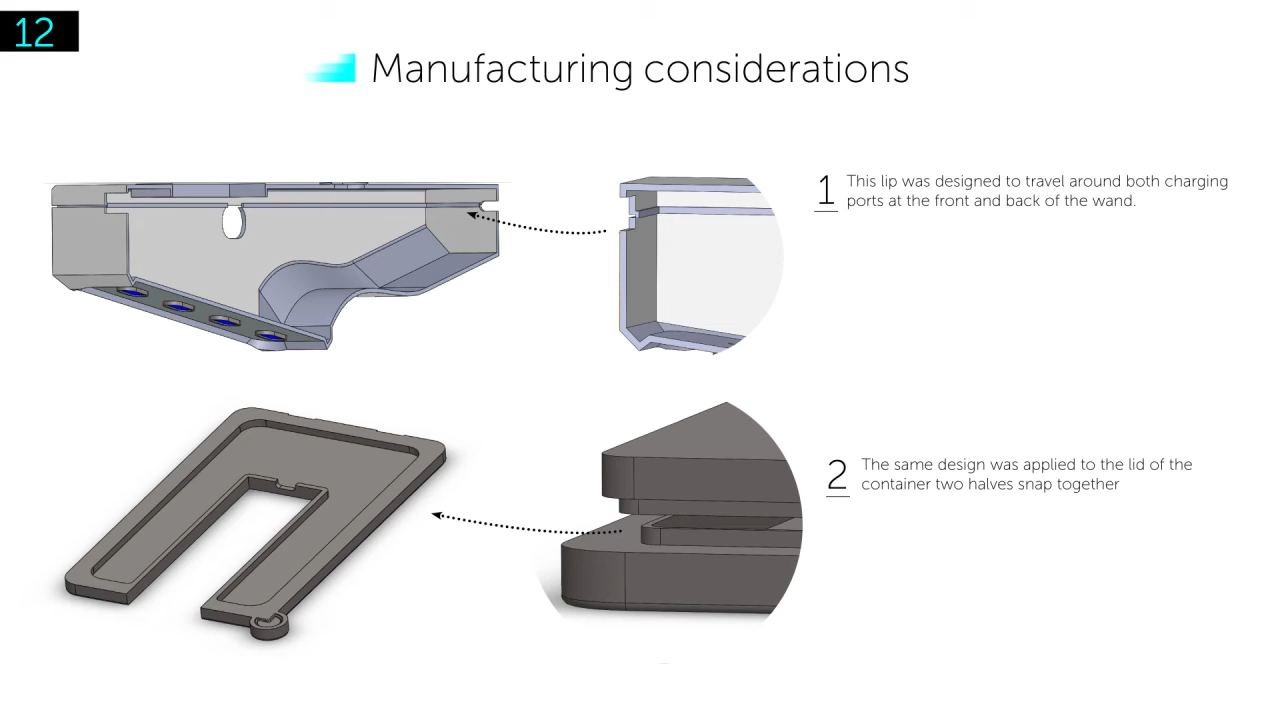 12
Manufacturing considerations
1
This lip was designed to travel around both charging
ports at the front and back of the wand.
2
The same design was applied to the lid of the
container two halves snap together